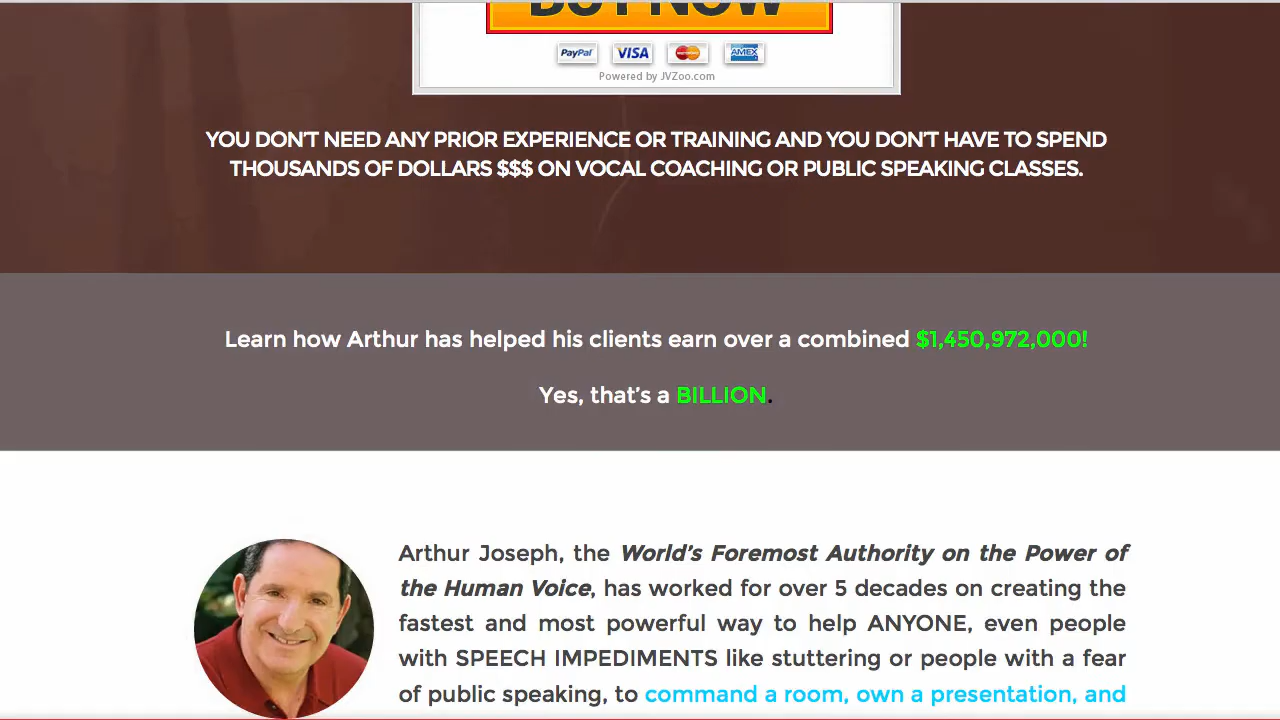 BUY NOW
PayPal VISA MasterCard AMEX
Powered by JVZoo.com
YOU DON'T NEED ANY PRIOR EXPERIENCE OR TRAINING AND YOU DON'T HAVE TO SPEND
THOUSANDS OF DOLLARS $$$ ON VOCAL COACHING OR PUBLIC SPEAKING CLASSES.
Learn how Arthur has helped his clients earn over a combined $1,450,972,000!
Yes, that's a BILLION.
Arthur Joseph, the World's Foremost Authority on the Power of
the Human Voice, has worked for over 5 decades on creating the
fastest and most powerful way to help ANYONE, even people
with SPEECH IMPEDIMENTS like stuttering or people with a fear
of public speaking, to command a room, own a presentation, and